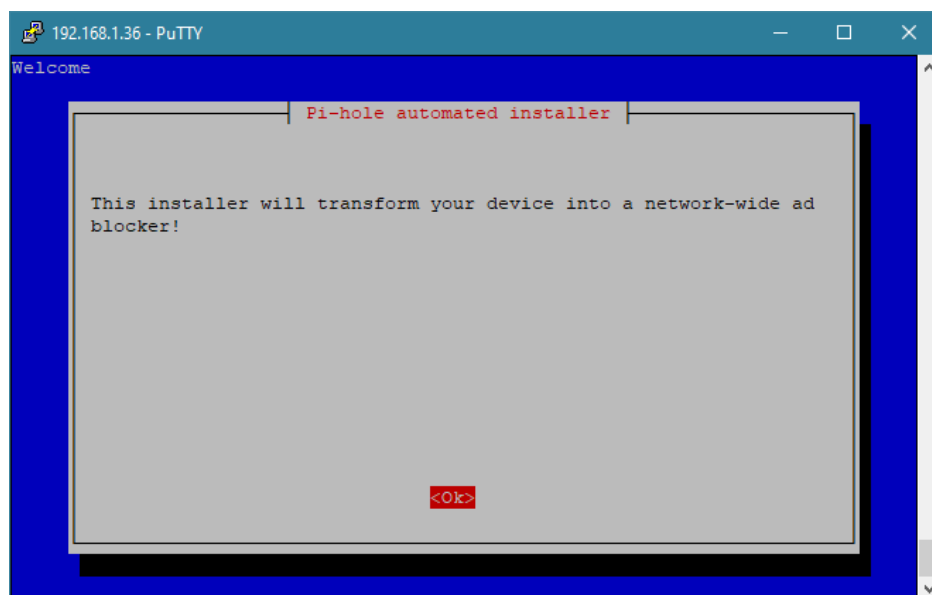 192.168.1.36 - PuTTY
Welcome
Pi-hole automated installer
This installer will transform your device into a network-wide ad
blocker!
<Ok>